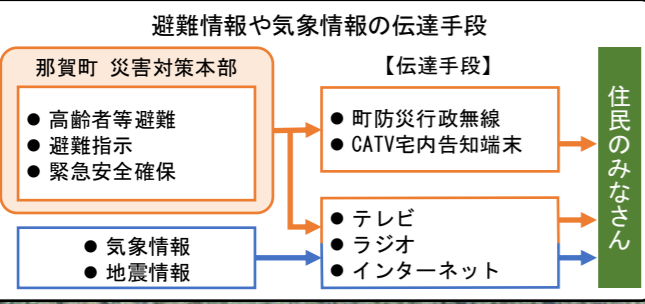 避難情報や気象情報の伝達手段
那賀町 災害対策本部
● 高齢者等避難
● 避難指示
● 緊急安全確保
● 気象情報
● 地震情報
【伝達手段】
● 町防災行政無線
● CATV宅内告知端末
● テレビ
● ラジオ
● インターネット
住民のみなさん